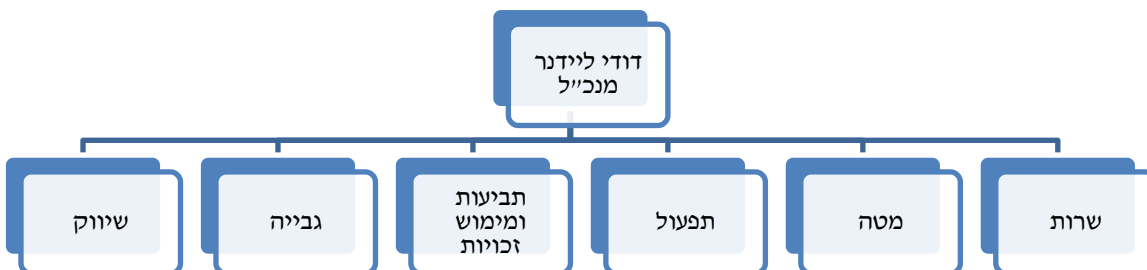 דודי ליידנר
מנכ״ל
שרות
מטה
תפעול
תביעות
ומימוש
זכויות
גבייה
שיווק